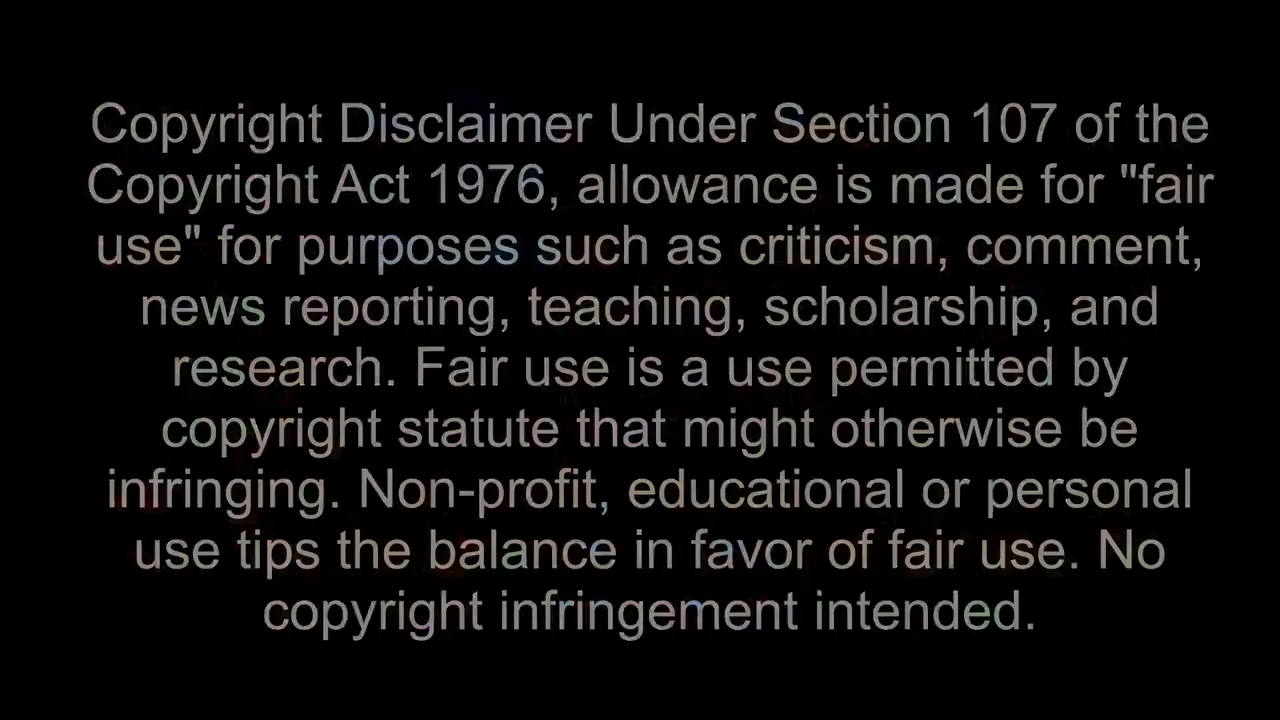 Copyright Disclaimer Under Section 107 of the
Copyright Act 1976, allowance is made for "fair
use" for purposes such as criticism, comment,
news reporting, teaching, scholarship, and
research. Fair use is a use permitted by
copyright statute that might otherwise be
infringing. Non-profit, educational or personal
use tips the balance in favor of fair use. No
copyright infringement intended.